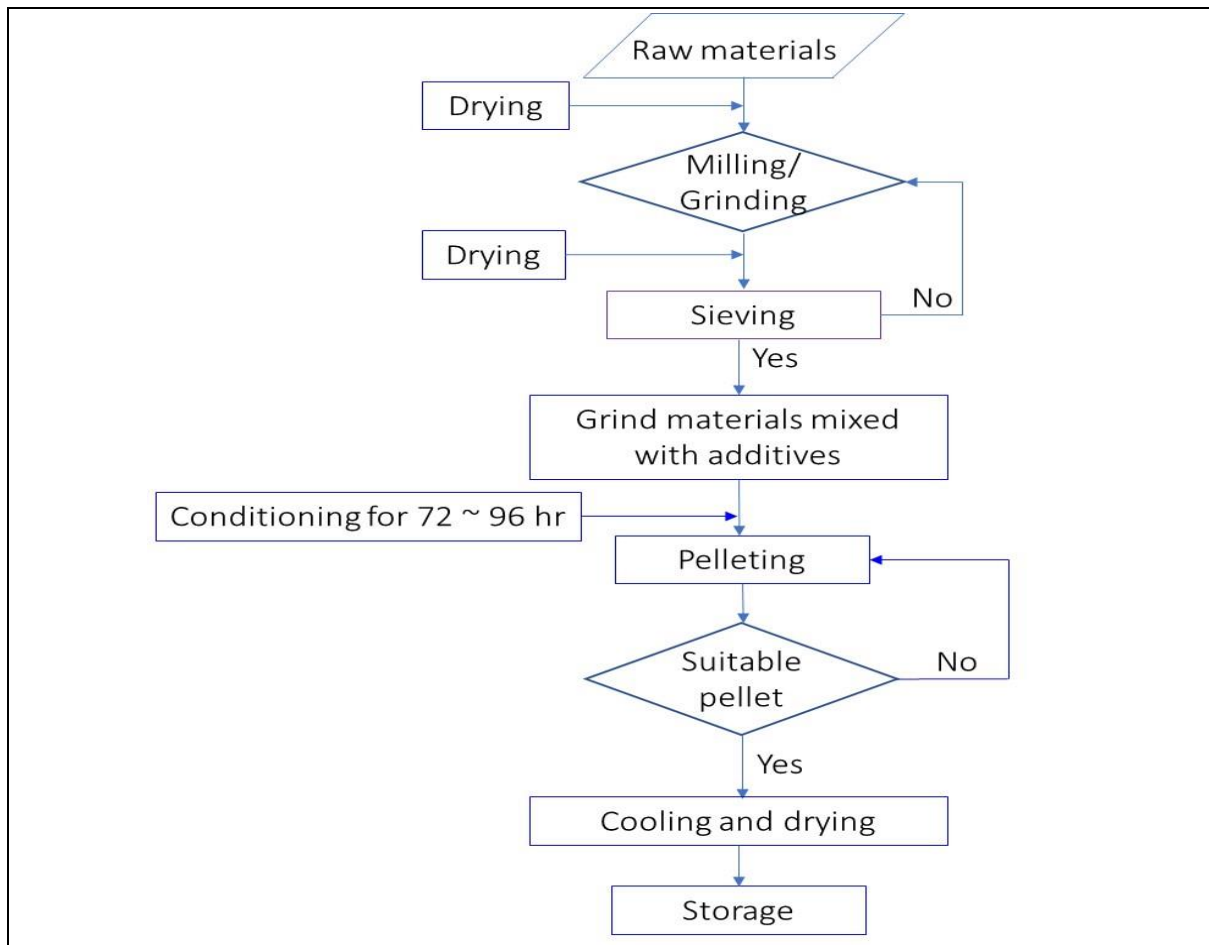 Raw materials
Drying
Milling/
Grinding
Drying
No
Sieving
Yes
Grind materials mixed
with additives
Conditioning for 72 ~ 96 hr
Pelleting
Suitable
pellet
No
Yes
Cooling and drying
Storage